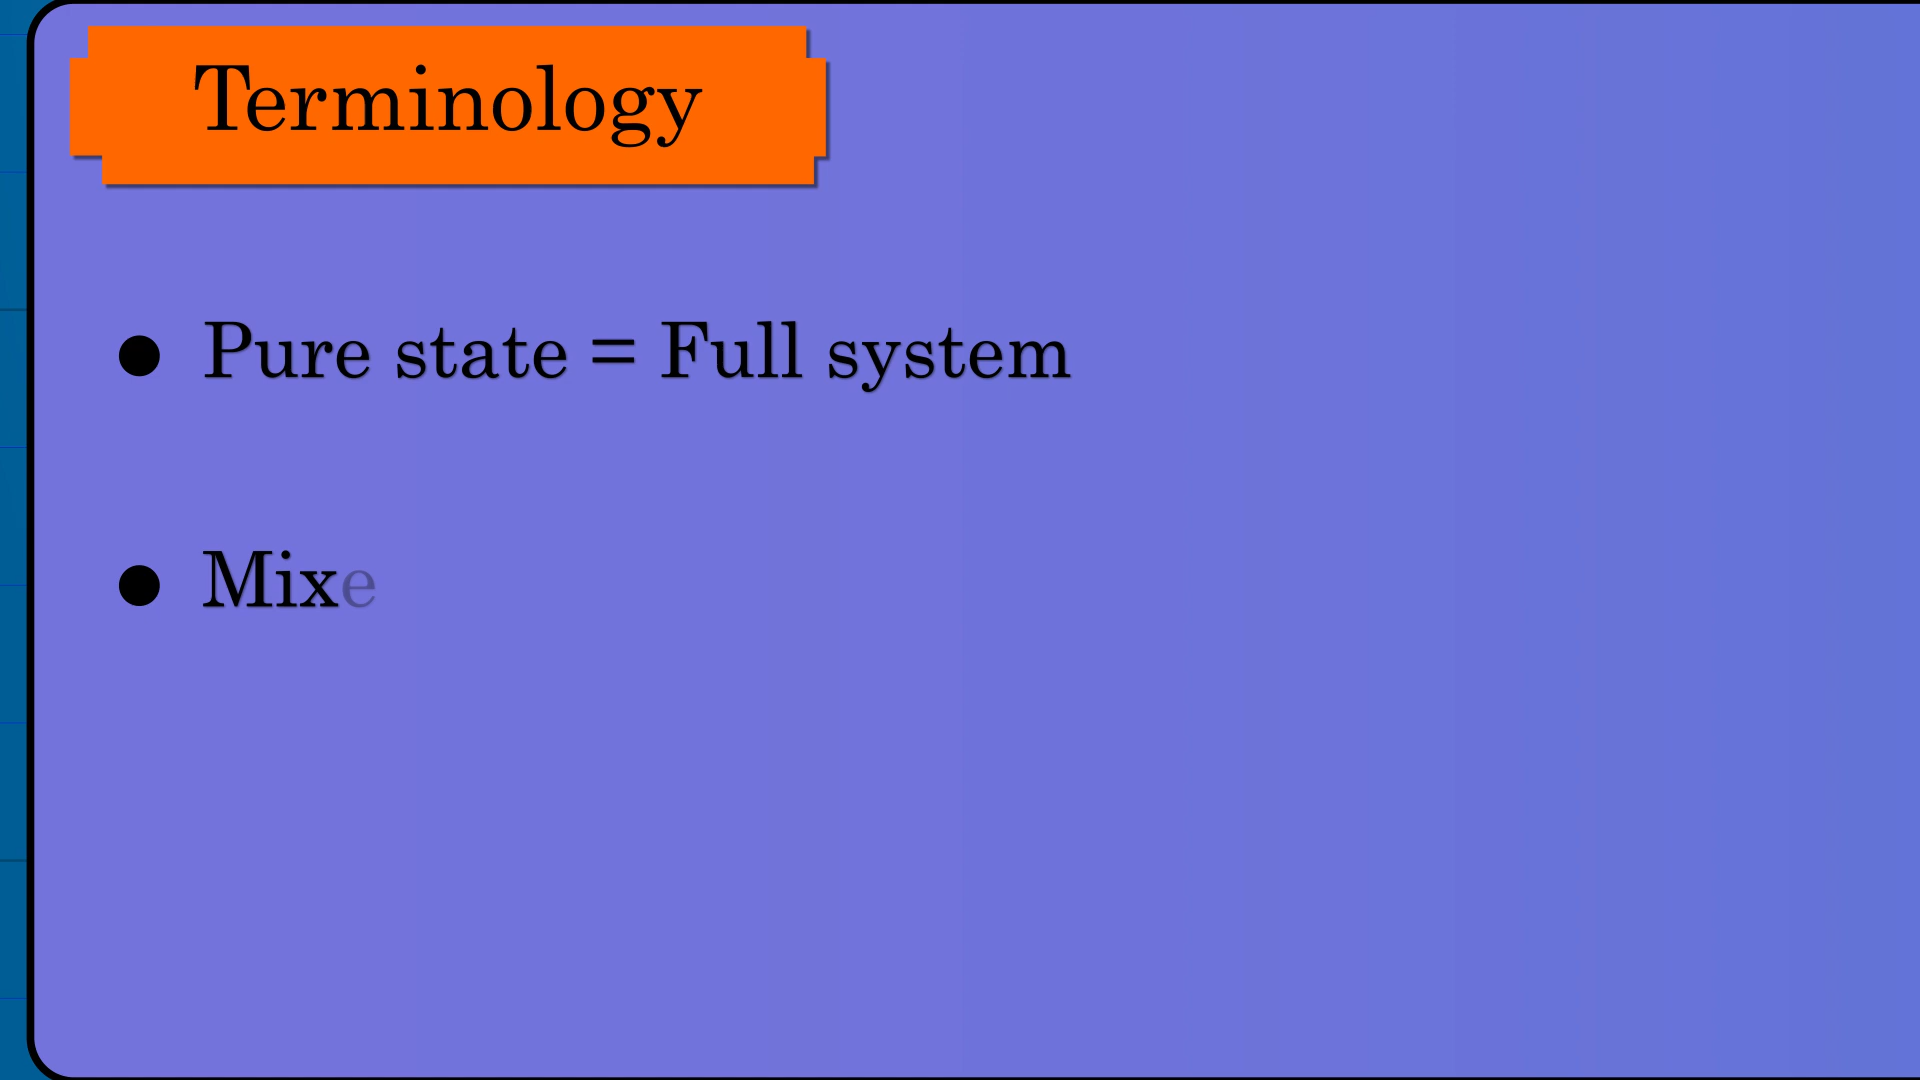 Terminology
● Pure state = Full system
● Mixe